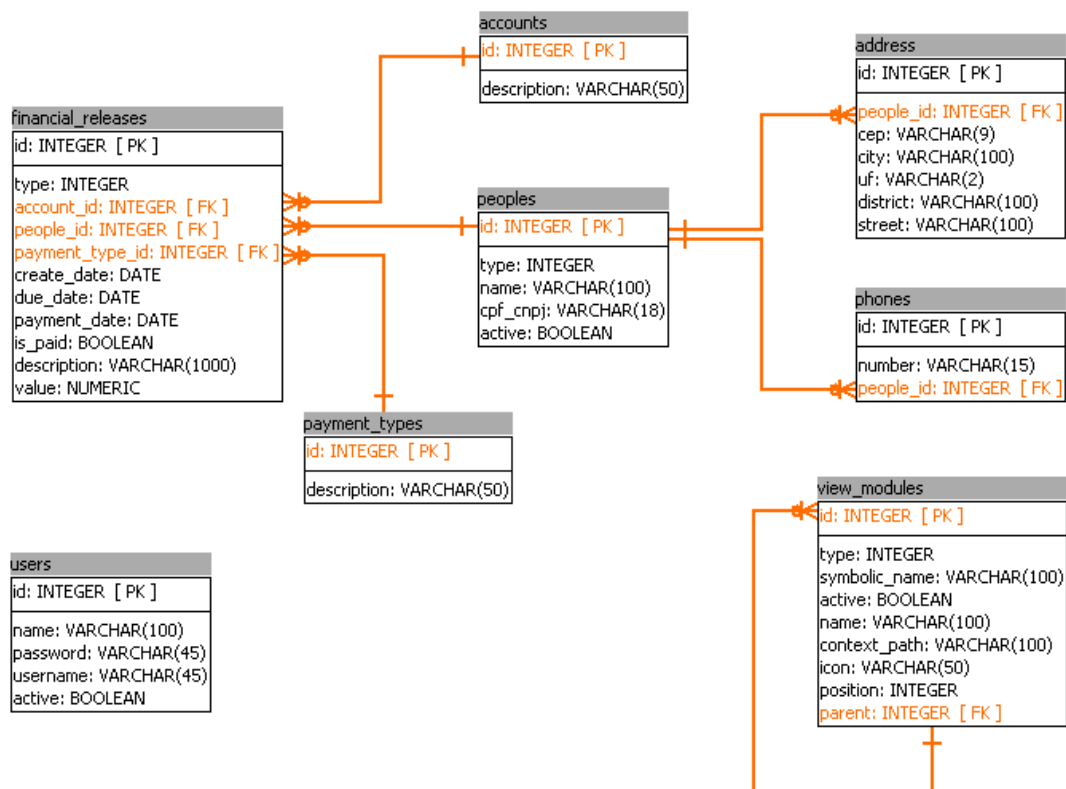 accounts
id: INTEGER [ PK ]
description: VARCHAR(50)
address
id: INTEGER [ PK ]
people_id: INTEGER [ FK ]
cep: VARCHAR(9)
city: VARCHAR(100)
uf: VARCHAR(2)
district: VARCHAR(100)
street: VARCHAR(100)
financial_releases
id: INTEGER [ PK ]
type: INTEGER
account_id: INTEGER [ FK ]
people_id: INTEGER [ FK ]
payment_type_id: INTEGER [ FK ]
create_date: DATE
due_date: DATE
payment_date: DATE
is_paid: BOOLEAN
description: VARCHAR(1000)
value: NUMERIC
peoples
id: INTEGER [ PK ]
type: INTEGER
name: VARCHAR(100)
cpf_cnpj: VARCHAR(18)
active: BOOLEAN
phones
id: INTEGER [ PK ]
number: VARCHAR(15)
people_id: INTEGER [ FK ]
payment_types
id: INTEGER [ PK ]
description: VARCHAR(50)
view_modules
id: INTEGER [ PK ]
type: INTEGER
symbolic_name: VARCHAR(100)
active: BOOLEAN
name: VARCHAR(100)
context_path: VARCHAR(100)
icon: VARCHAR(50)
position: INTEGER
parent: INTEGER [ FK ]
users
id: INTEGER [ PK ]
name: VARCHAR(100)
password: VARCHAR(45)
username: VARCHAR(45)
active: BOOLEAN